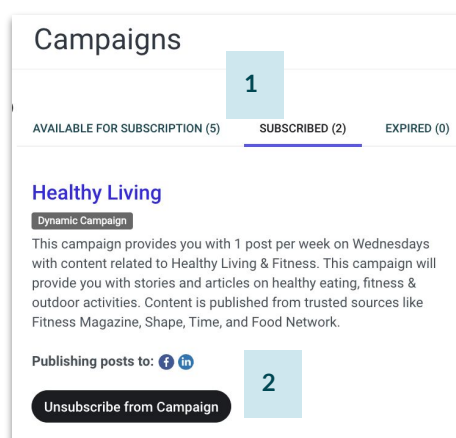 Campaigns
1
AVAILABLE FOR SUBSCRIPTION (5) SUBSCRIBED (2) EXPIRED (0)
Healthy Living
Dynamic Campaign
This campaign provides you with 1 post per week on Wednesdays
with content related to Healthy Living & Fitness. This campaign will
provide you with stories and articles on healthy eating, fitness &
outdoor activities. Content is published from trusted sources like
Fitness Magazine, Shape, Time, and Food Network.
Publishing posts to: f in
2
Unsubscribe from Campaign